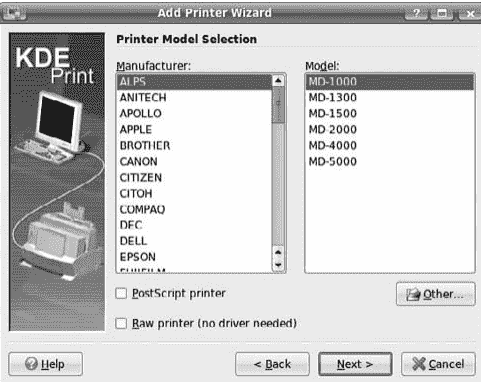 Add Printer Wizard
KDE
Print
Printer Model Selection
Manufacturer:
ALPS
ANITECH
APOLLO
APPLE
BROTHER
CANON
CITIZEN
CITOH
COMPAQ
DEC
DELL
EPSON
FUJIFILM
Model:
MD-1000
MD-1300
MD-1500
MD 2000
MD-4000
MD-5000
PostScript printer
Other...
Raw printer (no driver needed)
Help
< Back
Next >
Cancel